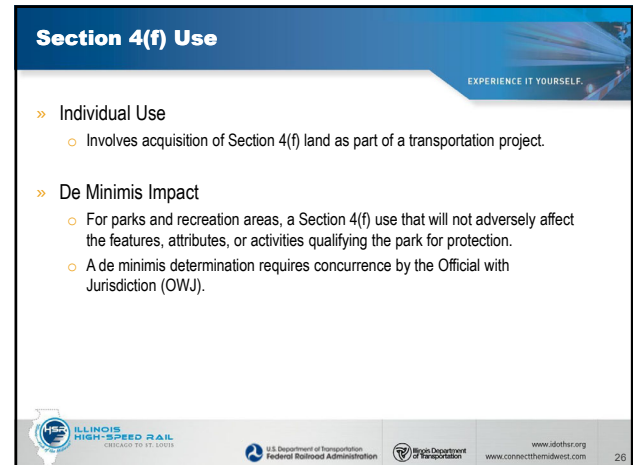 Section 4(f) Use
EXPERIENCE IT YOURSELF.
» Individual Use
○ Involves acquisition of Section 4(f) land as part of a transportation project.
» De Minimis Impact
○ For parks and recreation areas, a Section 4(f) use that will not adversely affect
the features, attributes, or activities qualifying the park for protection.
○ A de minimis determination requires concurrence by the Official with
Jurisdiction (OWJ).
HSR
ILLINOIS
HIGH-SPEED RAIL
CHICAGO TO ST. LOUIS
U.S. Department of Transportation
Federal Railroad Administration
Illinois Department
of Transportation
www.idothsr.org
www.connectthemidwest.com
26